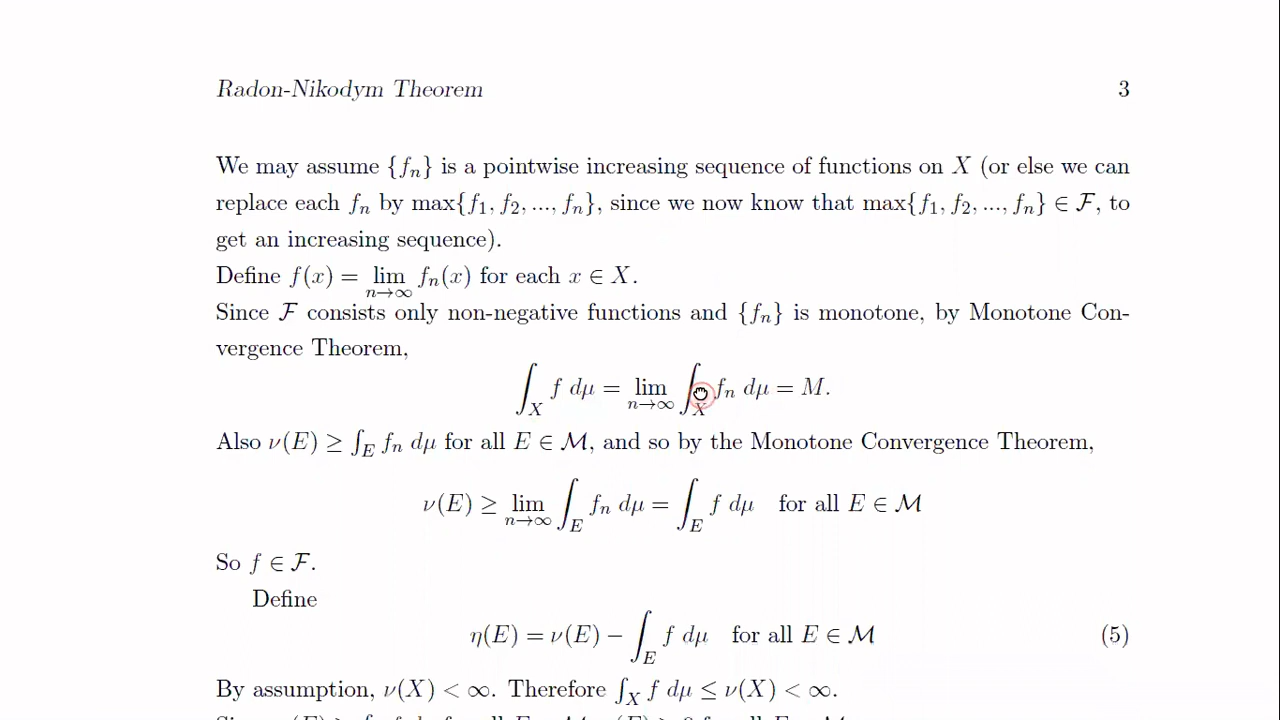 Radon-Nikodym Theorem 3
We may assume {fₙ} is a pointwise increasing sequence of functions on X (or else we can
replace each fₙ by max{f₁, f₂, ..., fₙ}, since we now know that max{f₁, f₂, ..., fₙ} ∈ ℱ, to
get an increasing sequence).
Define f(x) = lim_{n→∞} fₙ(x) for each x ∈ X.
Since ℱ consists only non-negative functions and {fₙ} is monotone, by Monotone Con-
vergence Theorem,
∫_X f dμ = lim_{n→∞} ∫_X fₙ dμ = M.
Also ν(E) ≥ ∫_E fₙ dμ for all E ∈ ℳ, and so by the Monotone Convergence Theorem,
ν(E) ≥ lim_{n→∞} ∫_E fₙ dμ = ∫_E f dμ for all E ∈ ℳ
So f ∈ ℱ.
Define
η(E) = ν(E) − ∫_E f dμ for all E ∈ ℳ (5)
By assumption, ν(X) < ∞. Therefore ∫_X f dμ ≤ ν(X) < ∞.